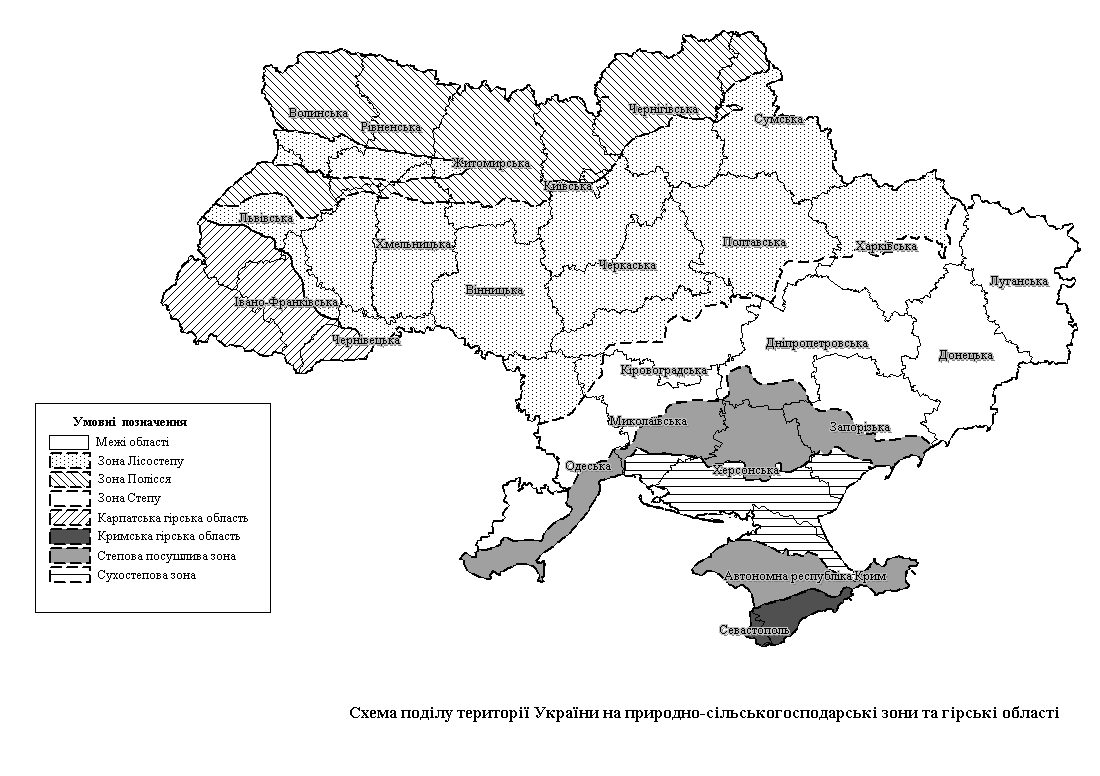 Волинська
Рівненська
Житомирська
Київська
Чернігівська
Сумська
Львівська
Хмельницька
Вінницька
Черкаська
Полтавська
Харківська
Луганська
Івано-Франківська
Чернівецька
Кіровоградська
Дніпропетровська
Донецька
Миколаївська
Запорізька
Одеська
Херсонська
Автономна республіка Крим
Севастополь
Умовні позначення
Межі області
Зона Лісостепу
Зона Полісся
Зона Степу
Карпатська гірська область
Кримська гірська область
Степова посушлива зона
Сухостепова зона
Схема поділу території України на природно-сільськогосподарські зони та гірські області